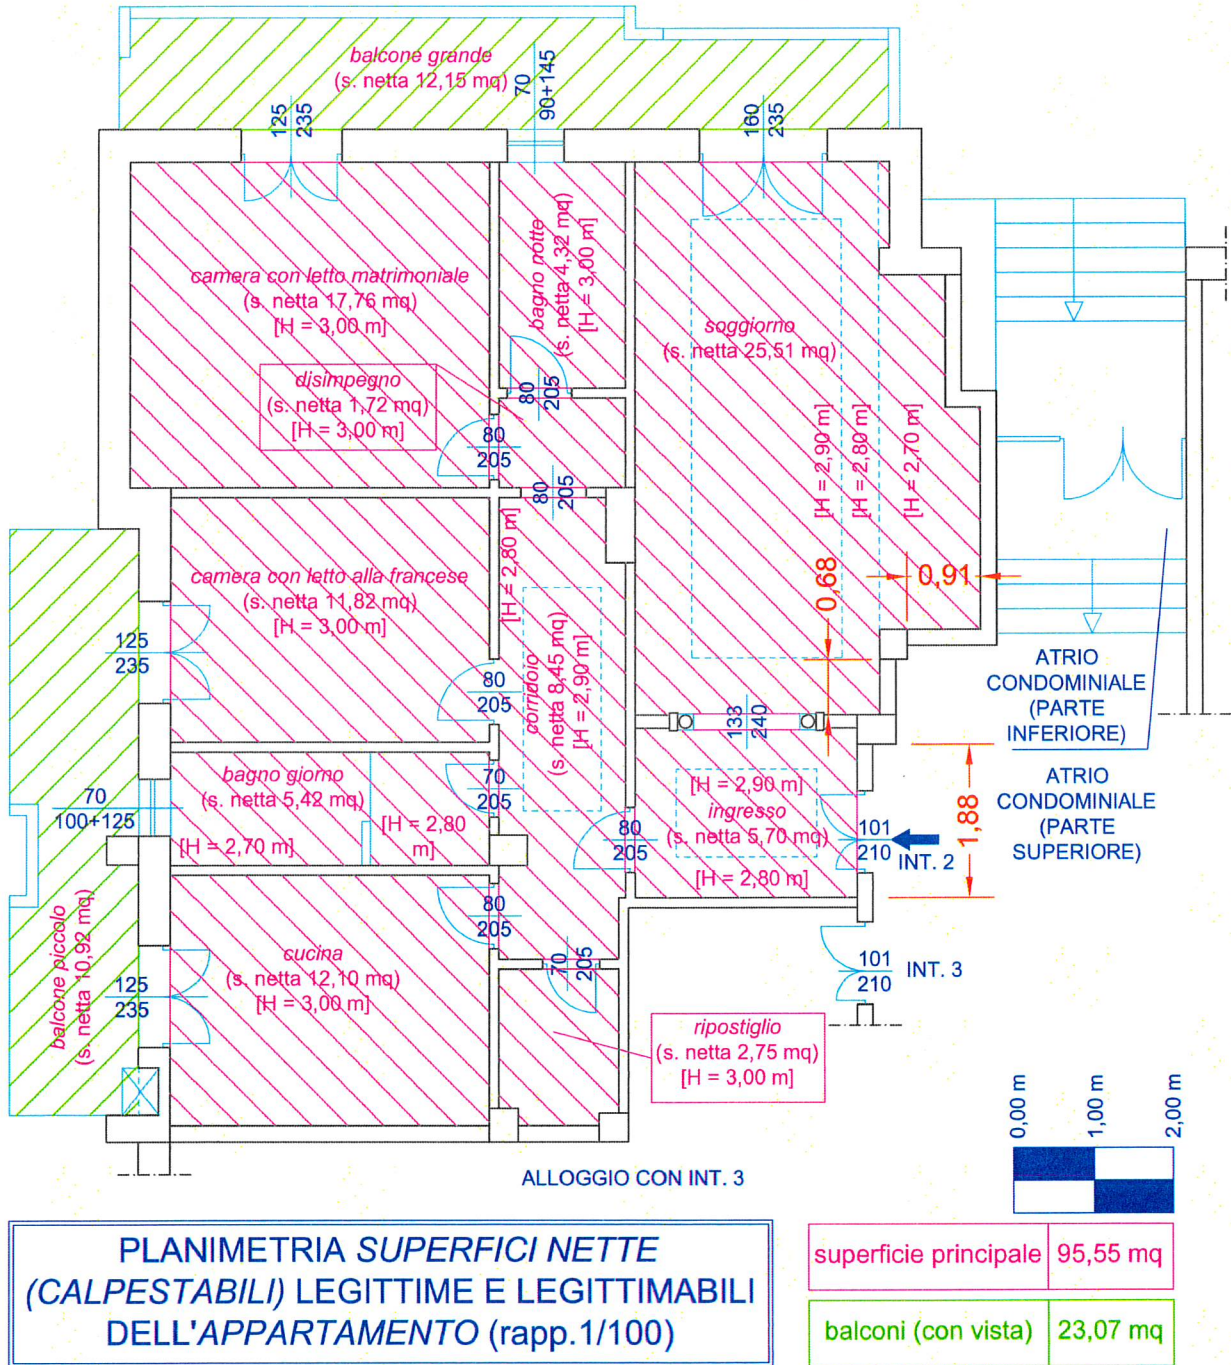 balcone grande
(s. netta 12,15 mq)
125
235
70
90+145
160
235
camera con letto matrimoniale
(s. netta 17,76 mq)
[H = 3,00 m]
bagno notte
(s. netta 4,32 mq)
[H = 3,00 m]
soggiorno
(s. netta 25,51 mq)
disimpegno
(s. netta 1,72 mq)
[H = 3,00 m]
80
205
80
205
80
205
[H = 2,90 m]
[H = 2,80 m]
[H = 2,70 m]
[H = 2,80 m]
camera con letto alla francese
(s. netta 11,82 mq)
[H = 3,00 m]
0,68
0,91
125
235
80
205
corridoio
(s. netta 8,45 mq)
[H = 2,90 m]
ATRIO
CONDOMINIALE
(PARTE
INFERIORE)
133
240
bagno giorno
(s. netta 5,42 mq)
[H = 2,70 m]
[H = 2,80
m]
70
100+125
70
205
[H = 2,90 m]
ingresso
(s. netta 5,70 mq)
[H = 2,80 m]
80
205
101
210
INT. 2
1,88
ATRIO
CONDOMINIALE
(PARTE
SUPERIORE)
balcone piccolo
(s. netta 10,92 mq)
125
235
cucina
(s. netta 12,10 mq)
[H = 3,00 m]
80
205
70
205
101
210
INT. 3
ripostiglio
(s. netta 2,75 mq)
[H = 3,00 m]
0,00 m
1,00 m
2,00 m
ALLOGGIO CON INT. 3
PLANIMETRIA SUPERFICI NETTE
(CALPESTABILI) LEGITTIME E LEGITTIMABILI
DELL'APPARTAMENTO (rapp.1/100)
superficie principale 95,55 mq
balconi (con vista) 23,07 mq